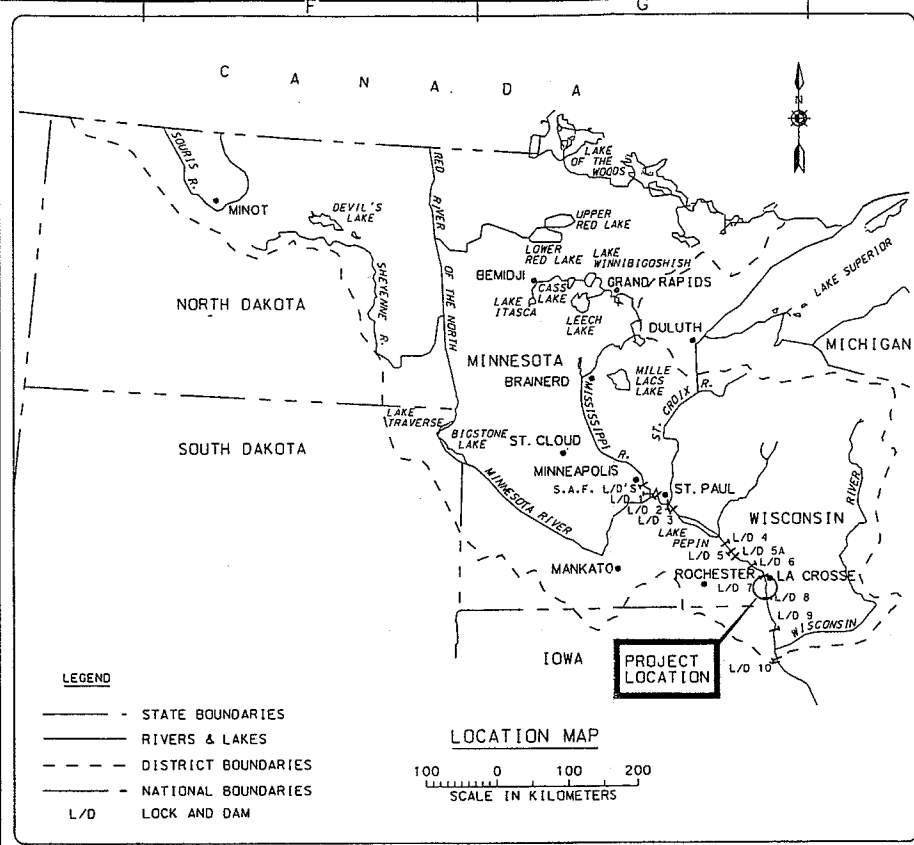 F G
C A N A D A
N
SOURIS R.
MINOT
DEVIL'S
LAKE
RED RIVER OF THE NORTH
SHEYENNE R.
LAKE
OF THE
WOODS
UPPER
RED LAKE
LOWER
RED LAKE
LAKE
WINNIBIGOSHISH
BEMIDJI
CASS
LAKE
GRAND RAPIDS
LAKE
ITASCA
LEECH
LAKE
LAKE SUPERIOR
DULUTH
NORTH DAKOTA
MINNESOTA
MICHIGAN
BRAINERD
MILLE
LACS
LAKE
MISSISSIPPI R.
ST. CROIX R.
LAKE
TRAVERSE
BIGSTONE
LAKE
SOUTH DAKOTA
ST. CLOUD
MINNEAPOLIS
S.A.F. L/D'S
L/D 1
ST. PAUL
L/D 2
L/D 3
MINNESOTA RIVER
LAKE
PEPIN
WISCONSIN
RIVER
L/D 4
L/D 5
L/D 5A
L/D 6
MANKATO
ROCHESTER
LA CROSSE
L/D 7
L/D 8
L/D 9
WISCONSIN
IOWA
PROJECT
LOCATION
L/D 10
LEGEND
STATE BOUNDARIES
RIVERS & LAKES
DISTRICT BOUNDARIES
NATIONAL BOUNDARIES
L/D LOCK AND DAM
LOCATION MAP
100 0 100 200
SCALE IN KILOMETERS